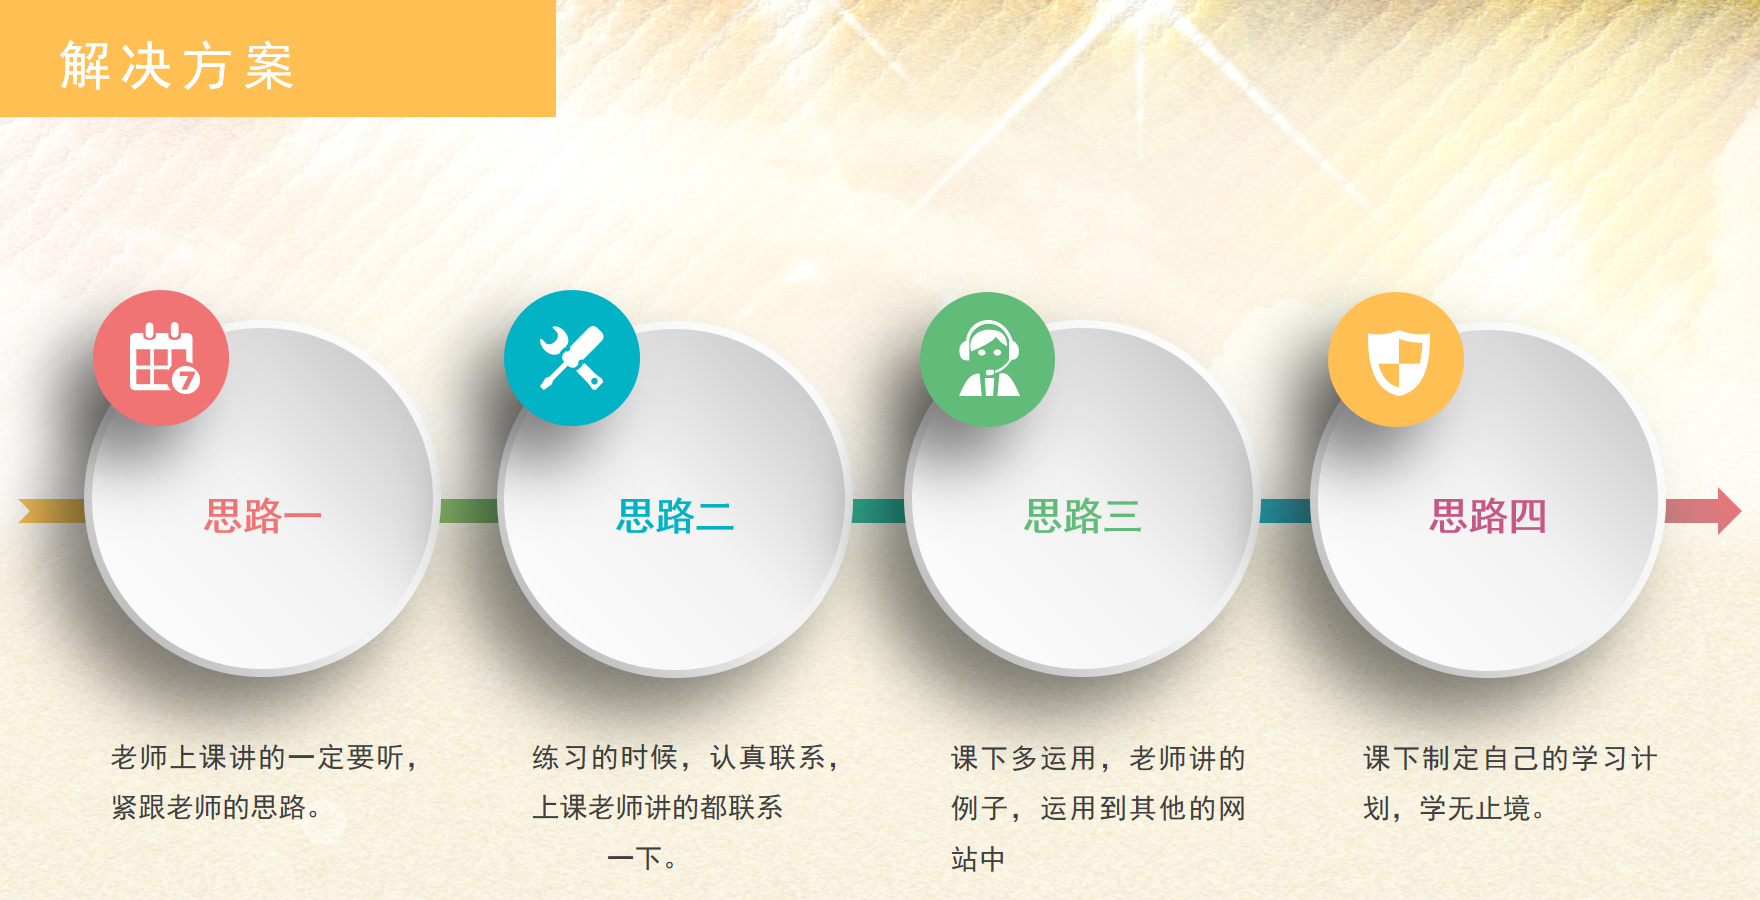 解决方案
7
思路一
思路二
思路三
思路四
老师上课讲的一定要听，
紧跟老师的思路。
练习的时候，认真联系，
上课老师讲的都联系
一下。
课下多运用，老师讲的
例子，运用到其他的网
站中
课下制定自己的学习计
划，学无止境。